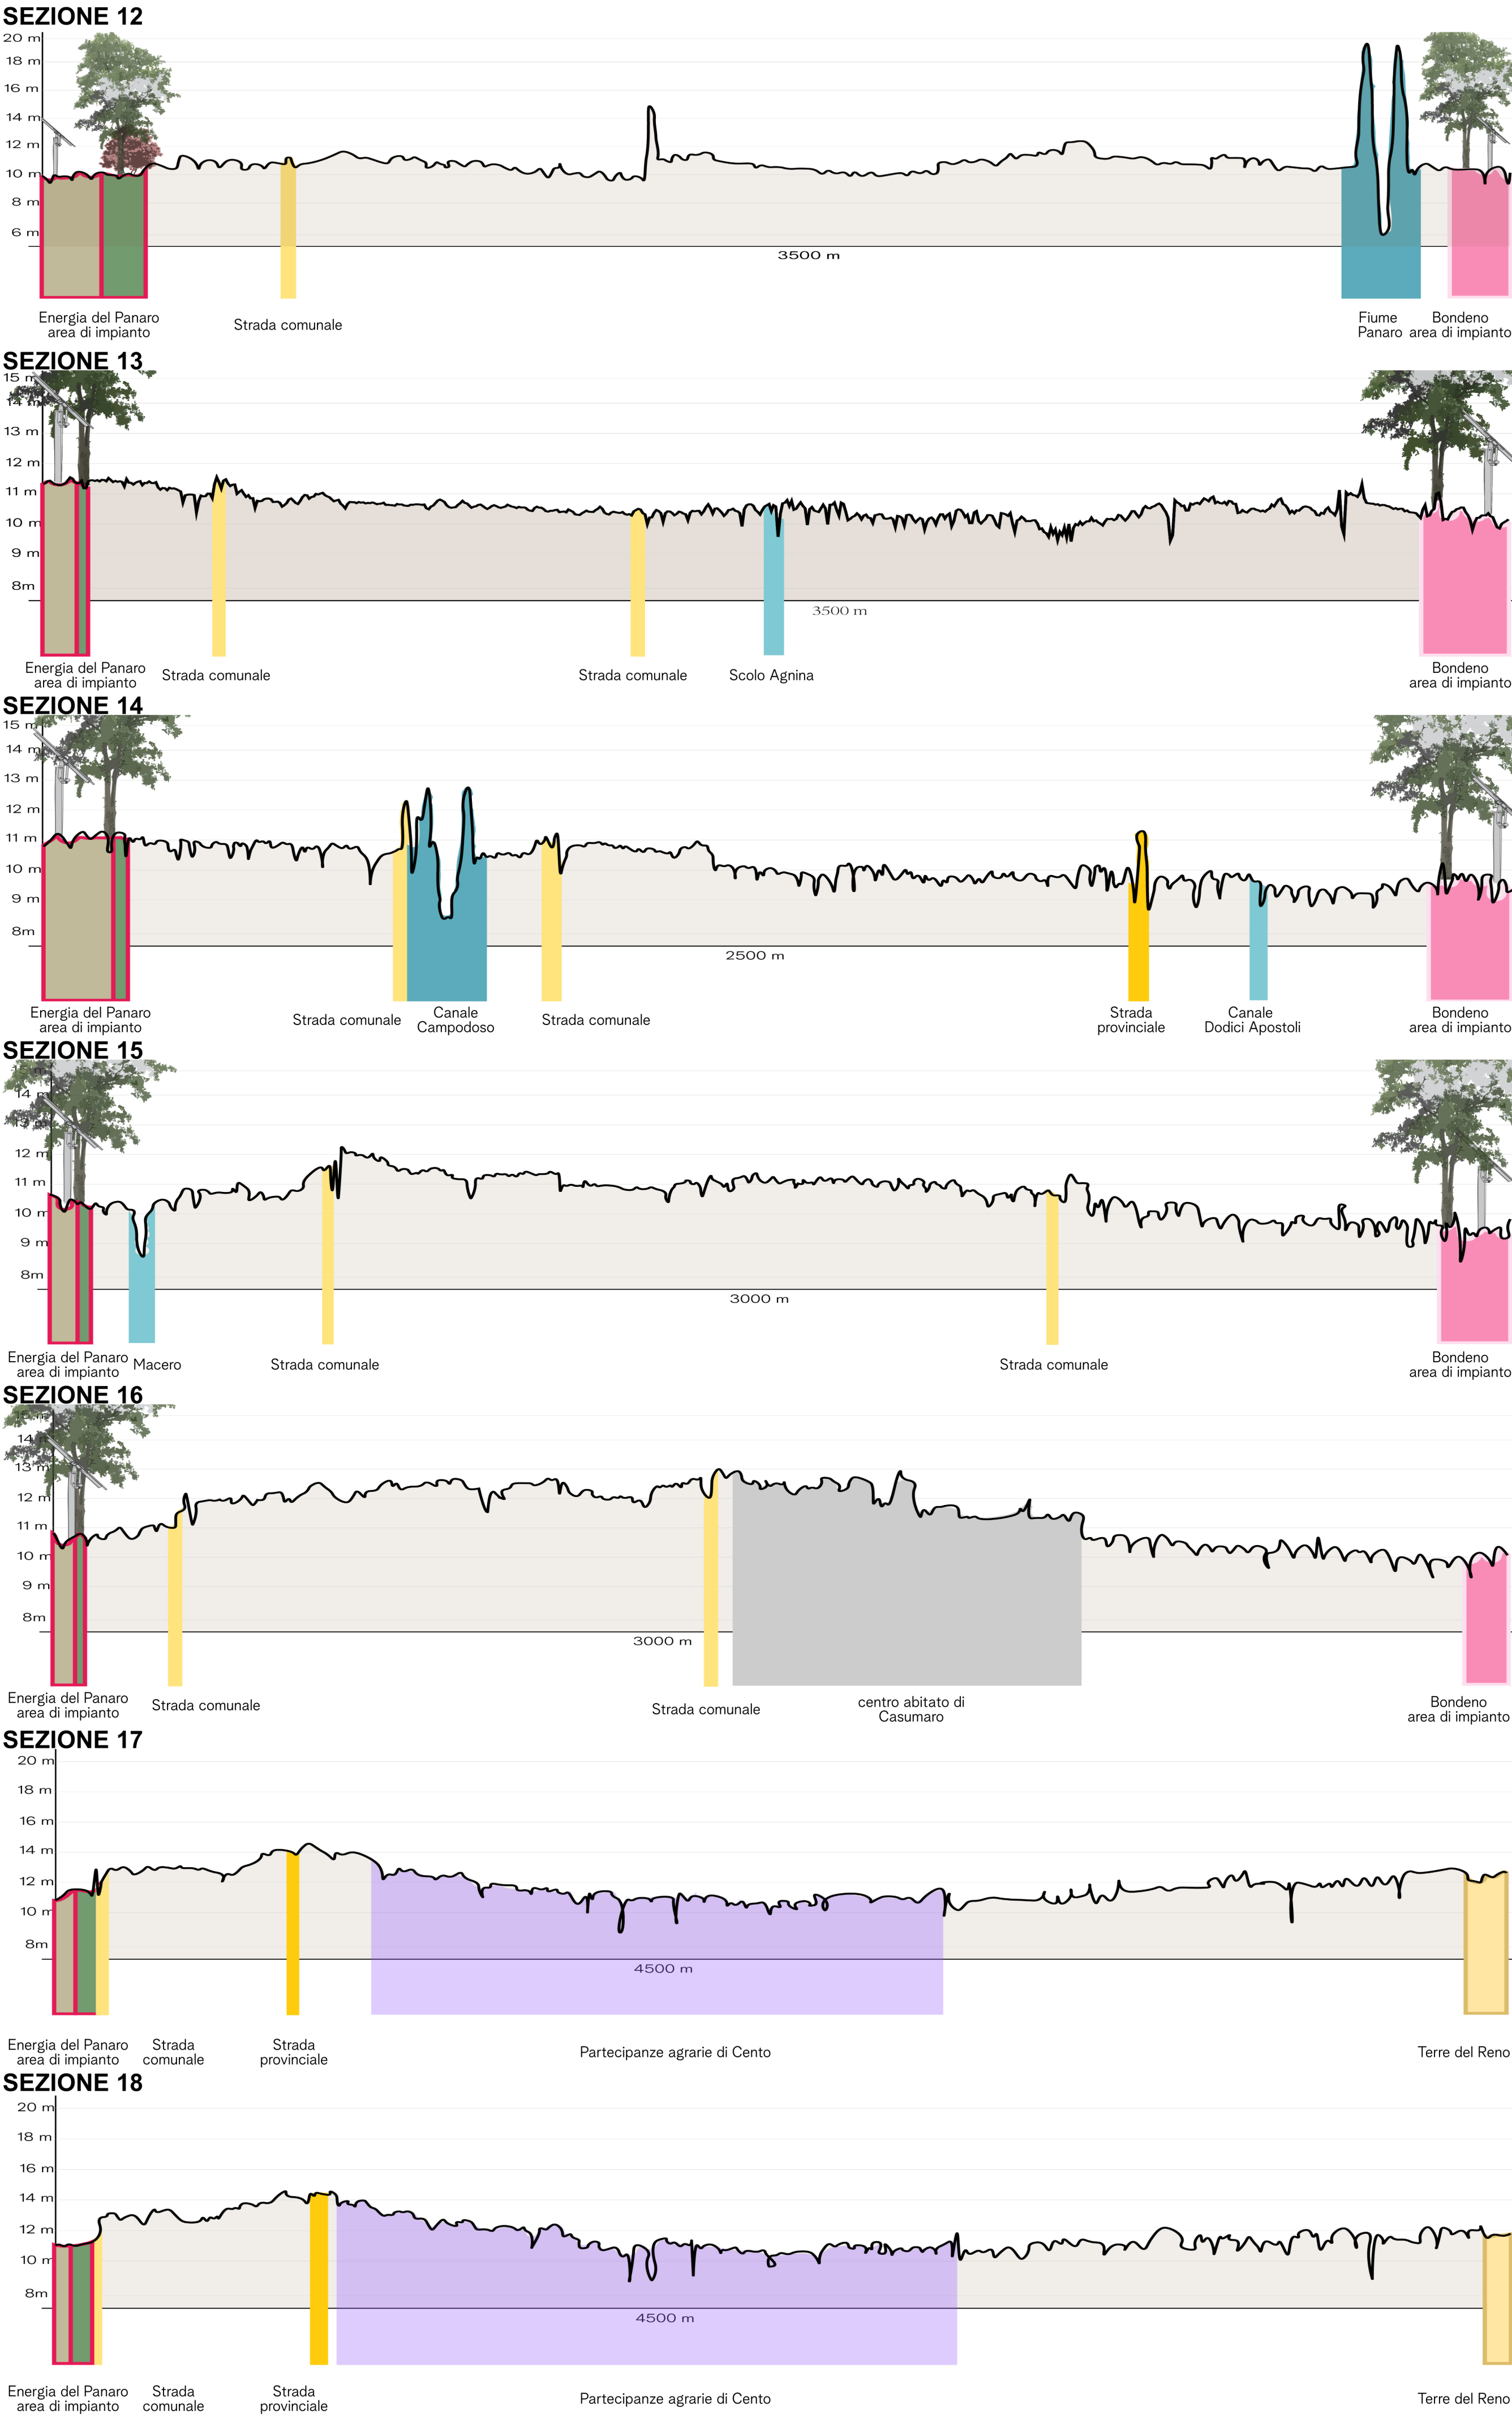 SEZIONE 12
20 m
18 m
16 m
14 m
12 m
10 m
8 m
6 m
3500 m
Energia del Panaro
area di impianto
Strada comunale
Fiume
Panaro
Bondeno
area di impianto
SEZIONE 13
15 m
14 m
13 m
12 m
11 m
10 m
9 m
8m
3500 m
Energia del Panaro
area di impianto
Strada comunale
Strada comunale
Scolo Agnina
Bondeno
area di impianto
SEZIONE 14
15 m
14 m
13 m
12 m
11 m
10 m
9 m
8m
2500 m
Energia del Panaro
area di impianto
Strada comunale
Canale
Campodoso
Strada comunale
Strada
provinciale
Canale
Dodici Apostoli
Bondeno
area di impianto
SEZIONE 15
15 m
14 m
13 m
12 m
11 m
10 m
9 m
8m
3000 m
Energia del Panaro
area di impianto
Macero
Strada comunale
Strada comunale
Bondeno
area di impianto
SEZIONE 16
15 m
14 m
13 m
12 m
11 m
10 m
9 m
8m
3000 m
Energia del Panaro
area di impianto
Strada comunale
Strada comunale
centro abitato di
Casumaro
Bondeno
area di impianto
SEZIONE 17
20 m
18 m
16 m
14 m
12 m
10 m
8m
4500 m
Energia del Panaro
area di impianto
Strada
comunale
Strada
provinciale
Partecipanze agrarie di Cento
Terre del Reno
SEZIONE 18
20 m
18 m
16 m
14 m
12 m
10 m
8m
4500 m
Energia del Panaro
area di impianto
Strada
comunale
Strada
provinciale
Partecipanze agrarie di Cento
Terre del Reno